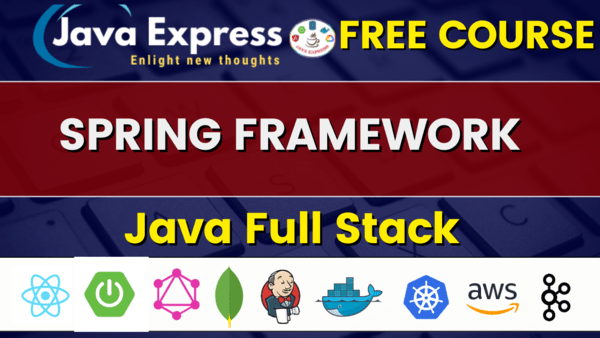 Java Express FREE COURSE
Enlight new thoughts
SPRING FRAMEWORK
Java Full Stack
aws